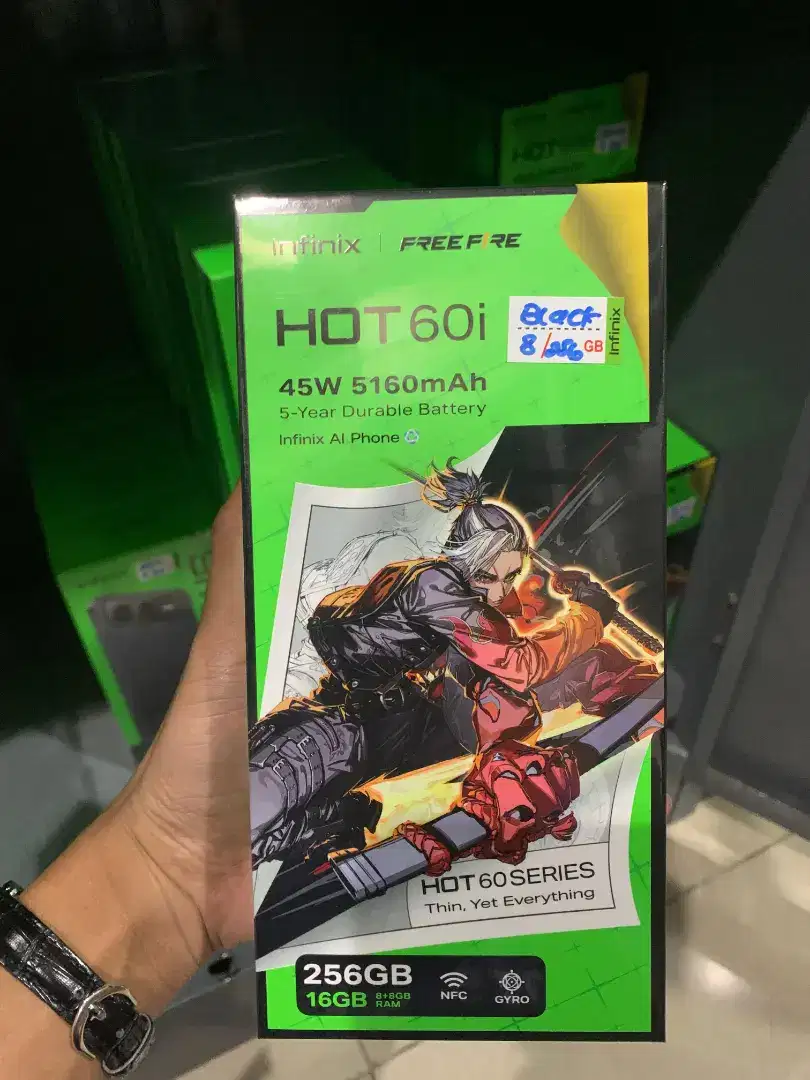 Infinix | FREE FIRE
HOT 60i
Black
8/256 GB
Infinix
45W 5160mAh
5-Year Durable Battery
Infinix AI Phone
HOT 60 SERIES
Thin, Yet Everything
256GB
16GB 8+8GB RAM
NFC
GYRO
HOT